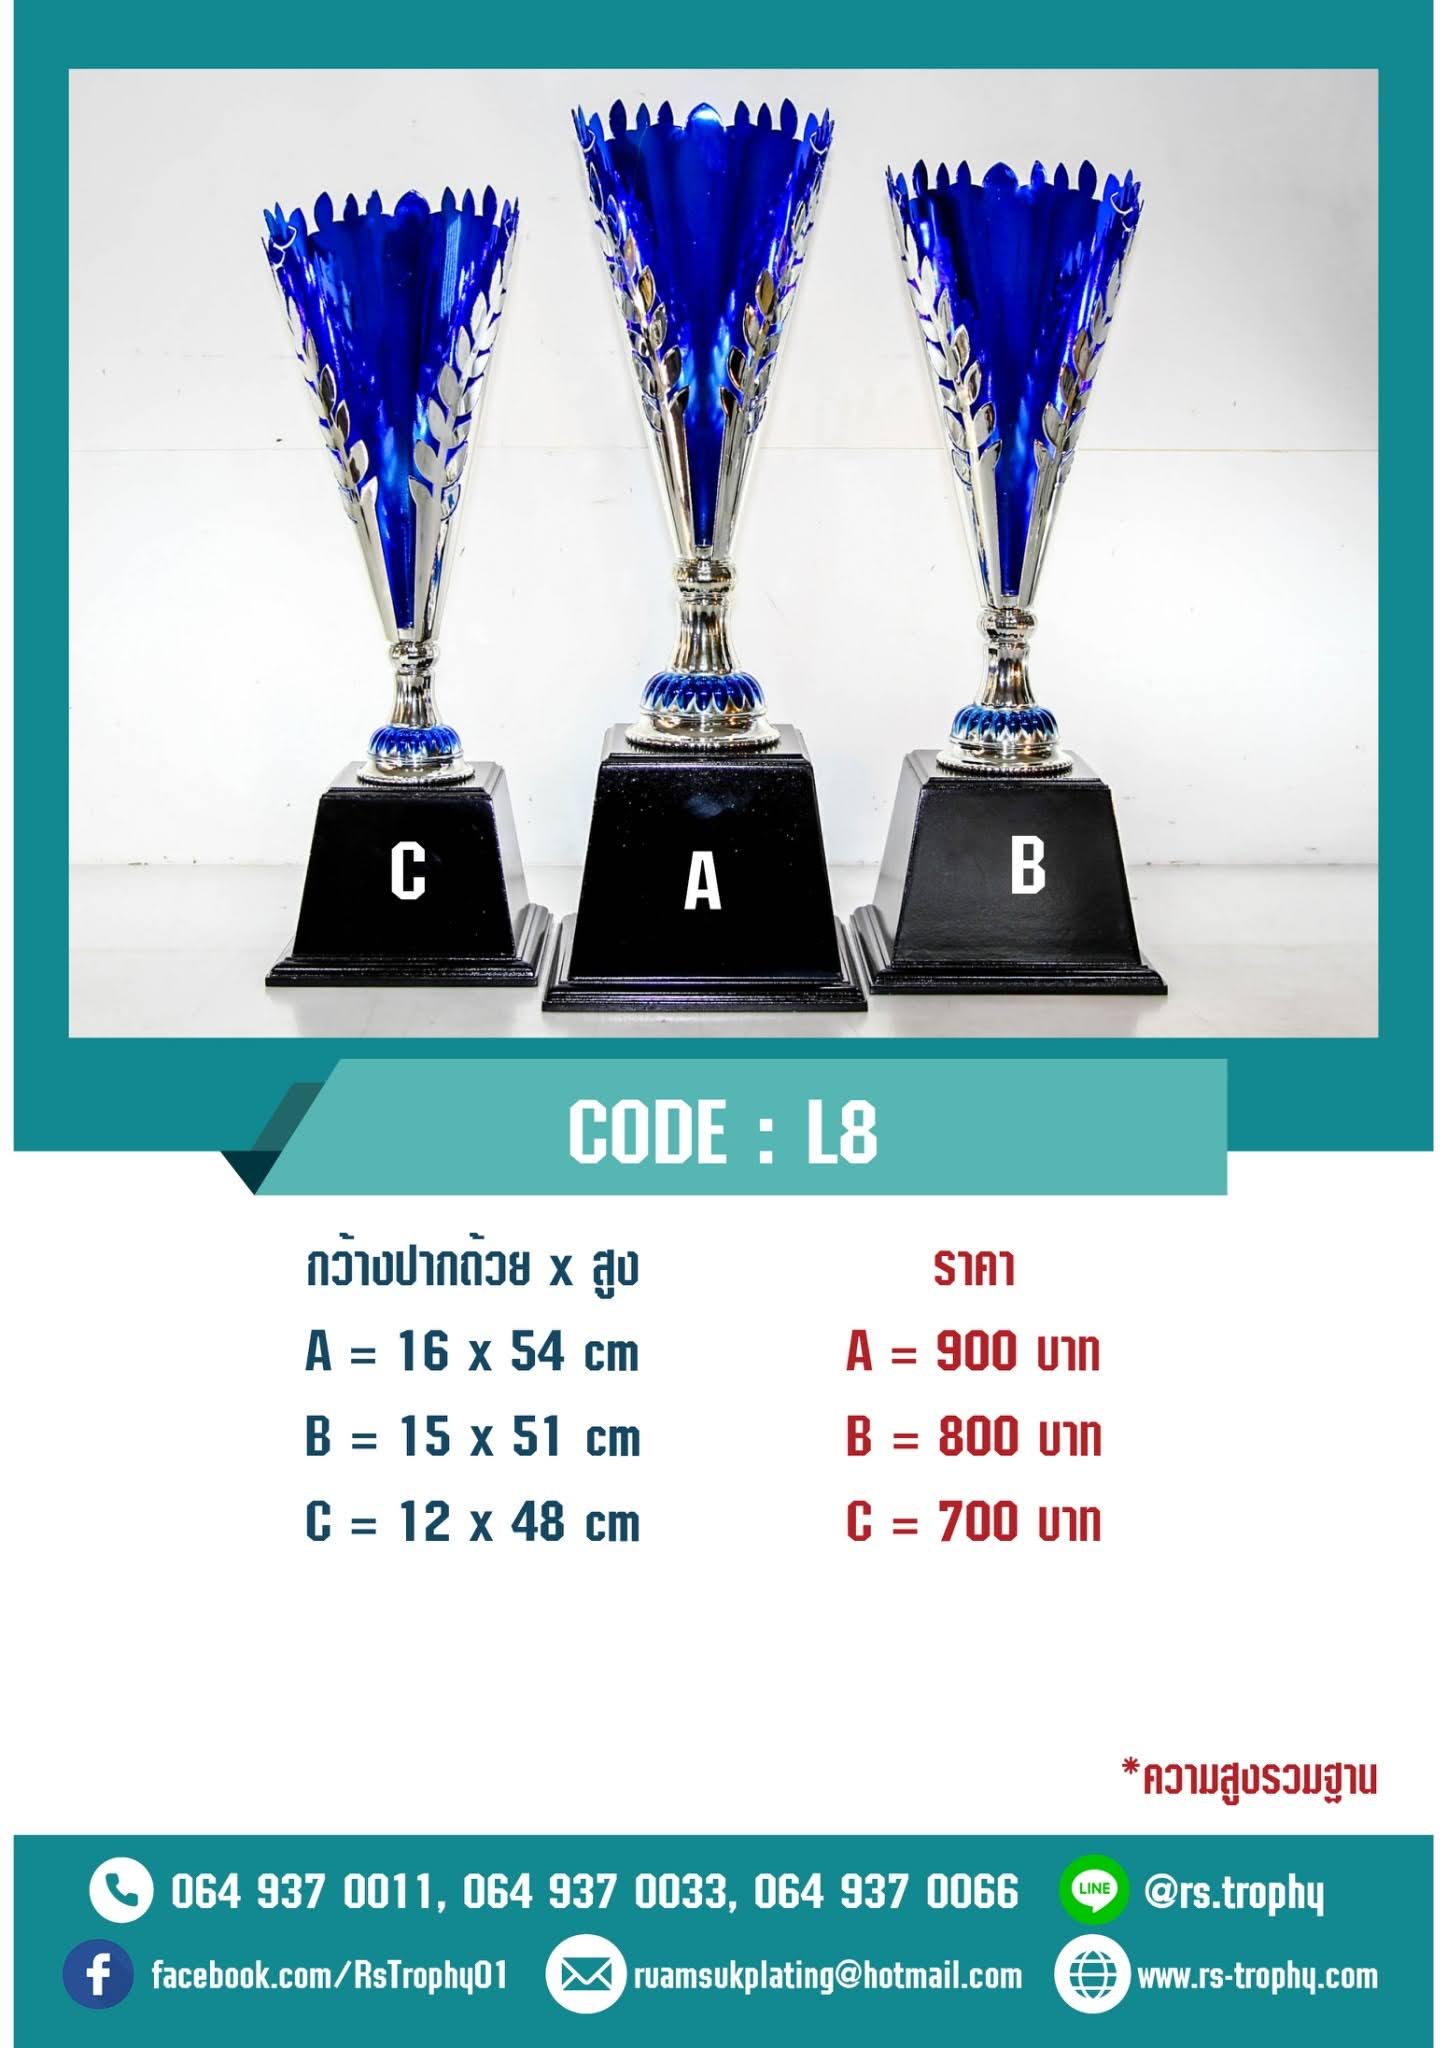 C
A
B
CODE : L8
กว้างปากถ้วย x สูง
A = 16 x 54 cm
B = 15 x 51 cm
C = 12 x 48 cm
ราคา
A = 900 บาท
B = 800 บาท
C = 700 บาท
*ความสูงรวมฐาน
064 937 0011, 064 937 0033, 064 937 0066
LINE @rs.trophy
f facebook.com/RsTrophy01
ruamsukplating@hotmail.com
www.rs-trophy.com